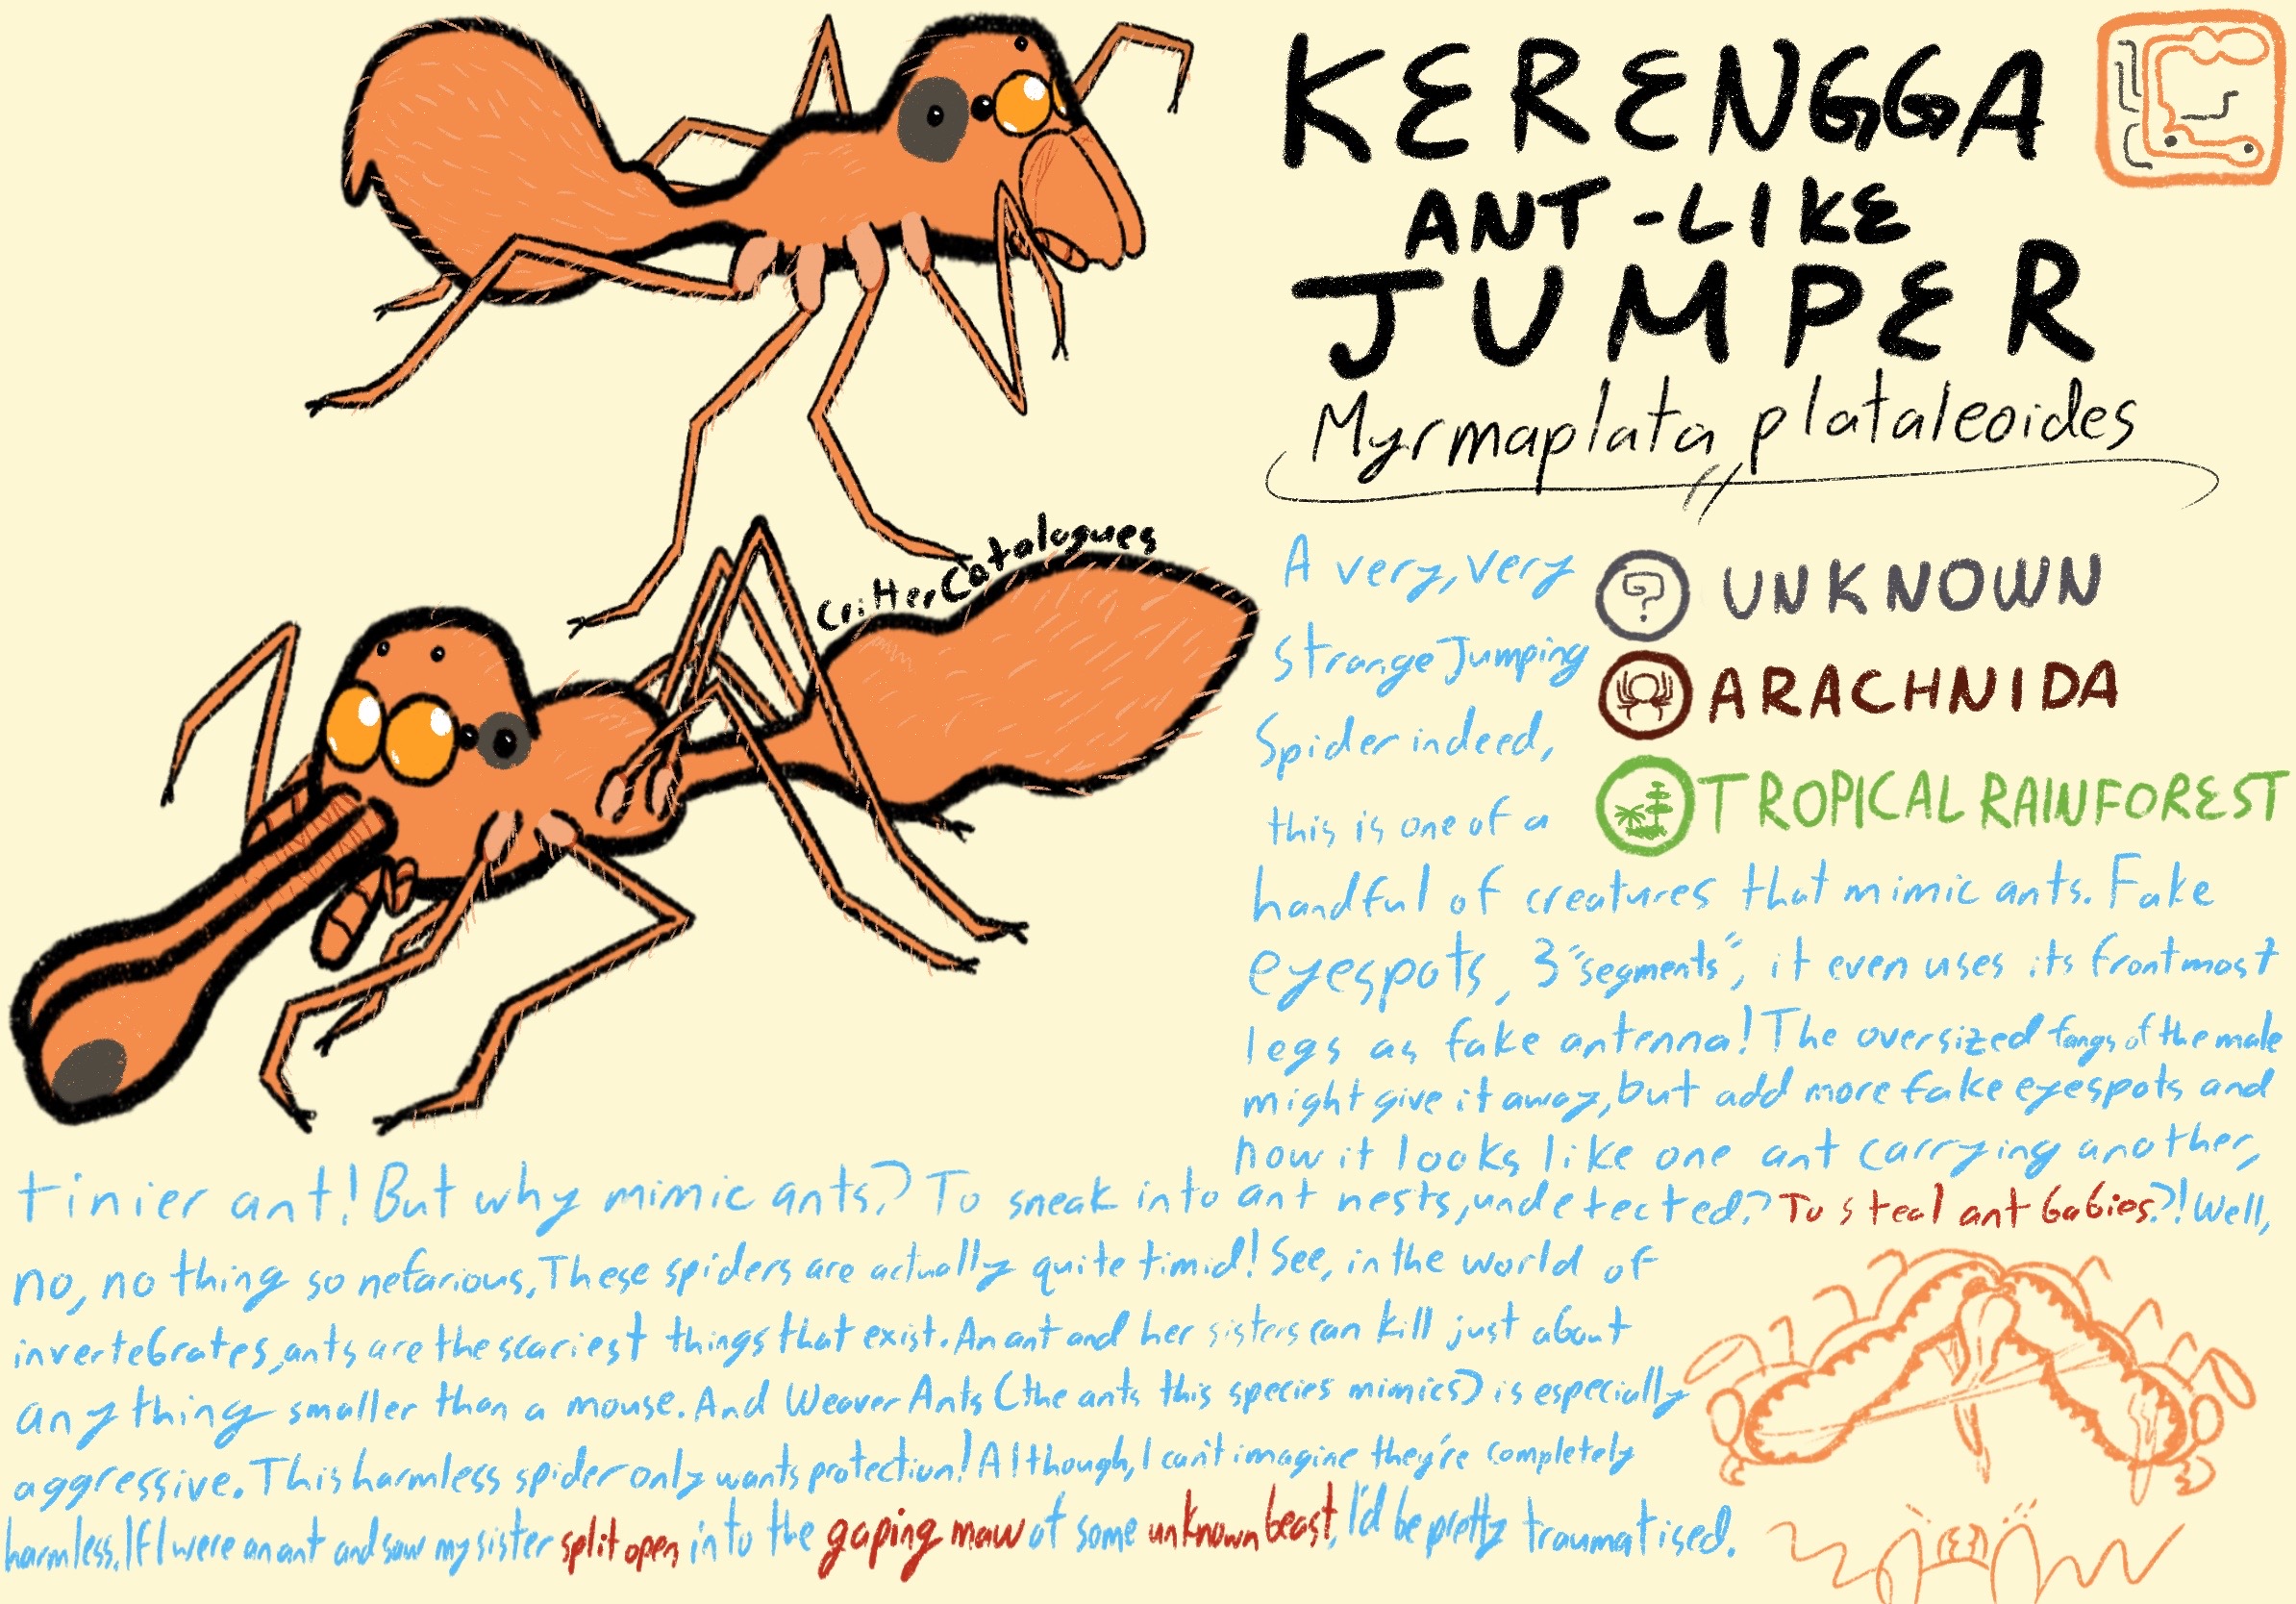 KERENGGA
ANT-LIKE
JUMPER
Myrmaplata plataleoides
CritterCatalogues
UNKNOWN
ARACHNIDA
TROPICAL RAINFOREST
A very, very
strange Jumping
Spider indeed,
this is one of a
handful of creatures that mimic ants. Fake
eyespots, 3 "segments", it even uses its frontmost
legs as fake antenna! The oversized fangs of the male
might give it away, but add more fake eyespots and
now it looks like one ant carrying another,
tinier ant! But why mimic ants? To sneak into ant nests, undetected? To steal ant babies?! Well,
no, nothing so nefarious, These spiders are actually quite timid! See, in the world of
invertebrates, ants are the scariest things that exist. An ant and her sisters can kill just about
anything smaller than a mouse. And Weaver Ants (the ants this species mimics) is especially
aggressive. This harmless spider only wants protection! Although, I can't imagine they're completely
harmless. If I were an ant and saw my sister split open into the gaping maw of some unknown beast, I'd be pretty traumatised.